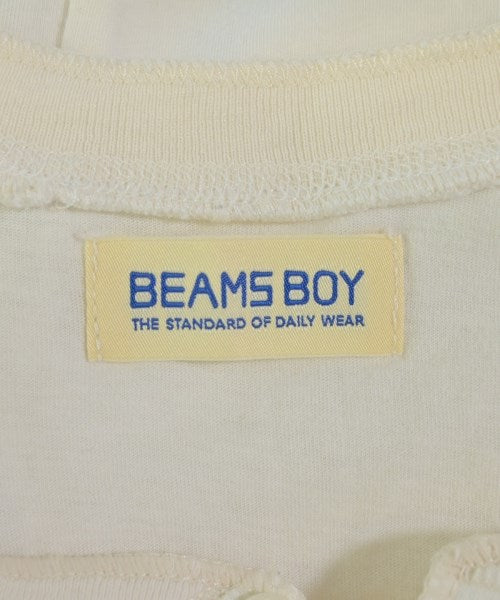 BEAMS BOY
THE STANDARD OF DAILY WEAR